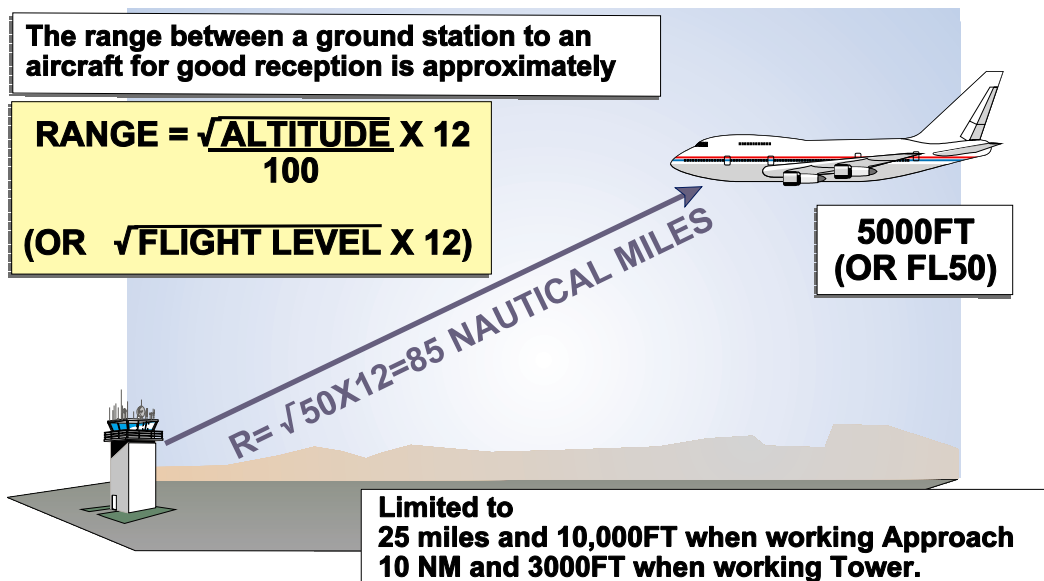 The range between a ground station to an
aircraft for good reception is approximately
RANGE = √ALTITUDE X 12
100
(OR √FLIGHT LEVEL X 12)
5000FT
(OR FL50)
R= √50X12=85 NAUTICAL MILES
Limited to
25 miles and 10,000FT when working Approach
10 NM and 3000FT when working Tower.